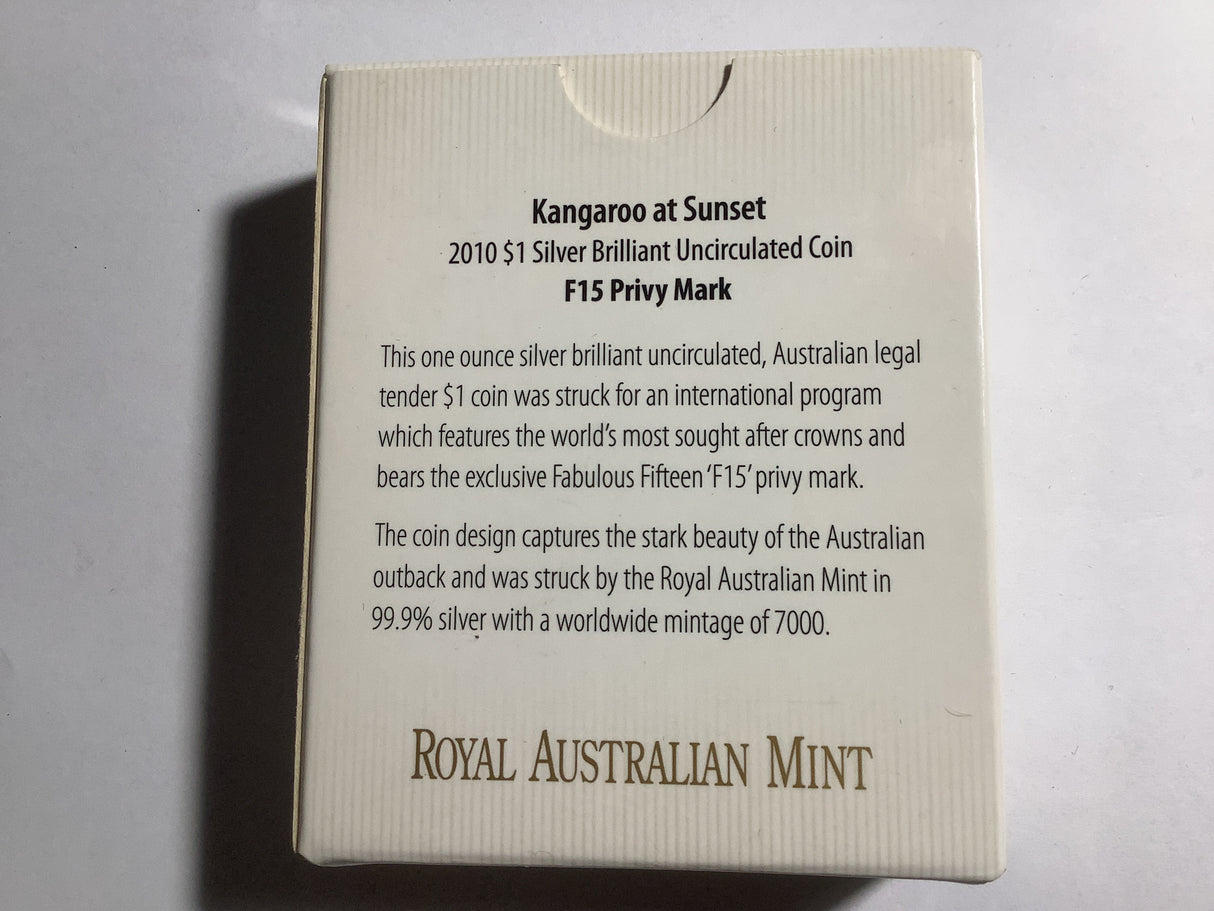 Kangaroo at Sunset
2010 $1 Silver Brilliant Uncirculated Coin
F15 Privy Mark
This one ounce silver brilliant uncirculated, Australian legal
tender $1 coin was struck for an international program
which features the world's most sought after crowns and
bears the exclusive Fabulous Fifteen 'F15' privy mark.
The coin design captures the stark beauty of the Australian
outback and was struck by the Royal Australian Mint in
99.9% silver with a worldwide mintage of 7000.
ROYAL AUSTRALIAN MINT